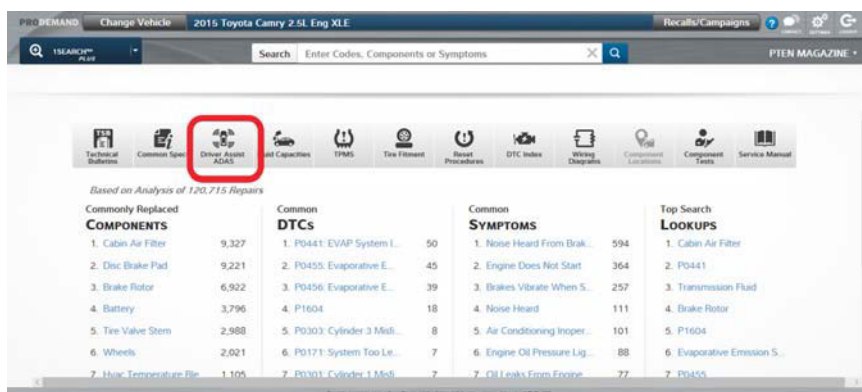 PRODEMAND Change Vehicle 2015 Toyota Camry 2.5L Eng XLE Recalls/Campaigns ?
1SEARCH™ PLUS Search Enter Codes, Components or Symptoms PTEN MAGAZINE
TSB
Technical Bulletins
Common Speci
Driver Assist ADAS
uid Capacities
TPMS
Tire Fitment
Reset Procedures
DTC Index
Wiring Diagrams
Component Locations
Component Tests
Service Manual
Based on Analysis of 120,715 Repairs
Commonly Replaced Common Common Top Search
COMPONENTS DTCs SYMPTOMS LOOKUPS
1. Cabin Air Filter 9,327 1. P0441: EVAP System I... 50 1. Noise Heard From Brak... 594 1. Cabin Air Filter
2. Disc Brake Pad 9,221 2. P0455: Evaporative E... 45 2. Engine Does Not Start 364 2. P0441
3. Brake Rotor 6,922 3. P0456: Evaporative E... 39 3. Brakes Vibrate When S... 257 3. Transmission Fluid
4. Battery 3,796 4. P1604 18 4. Noise Heard 111 4. Brake Rotor
5. Tire Valve Stem 2,988 5. P0303: Cylinder 3 Misfi... 8 5. Air Conditioning Inoper... 101 5. P1604
6. Wheels 2,021 6. P0171: System Too Le... 7 6. Engine Oil Pressure Lig... 88 6. Evaporative Emission S...
7. Hvac Temperature Ble 1,105 7. P0301: Cylinder 1 Misfi 7 7. Oil Leaks From Engine 77 7. P0455